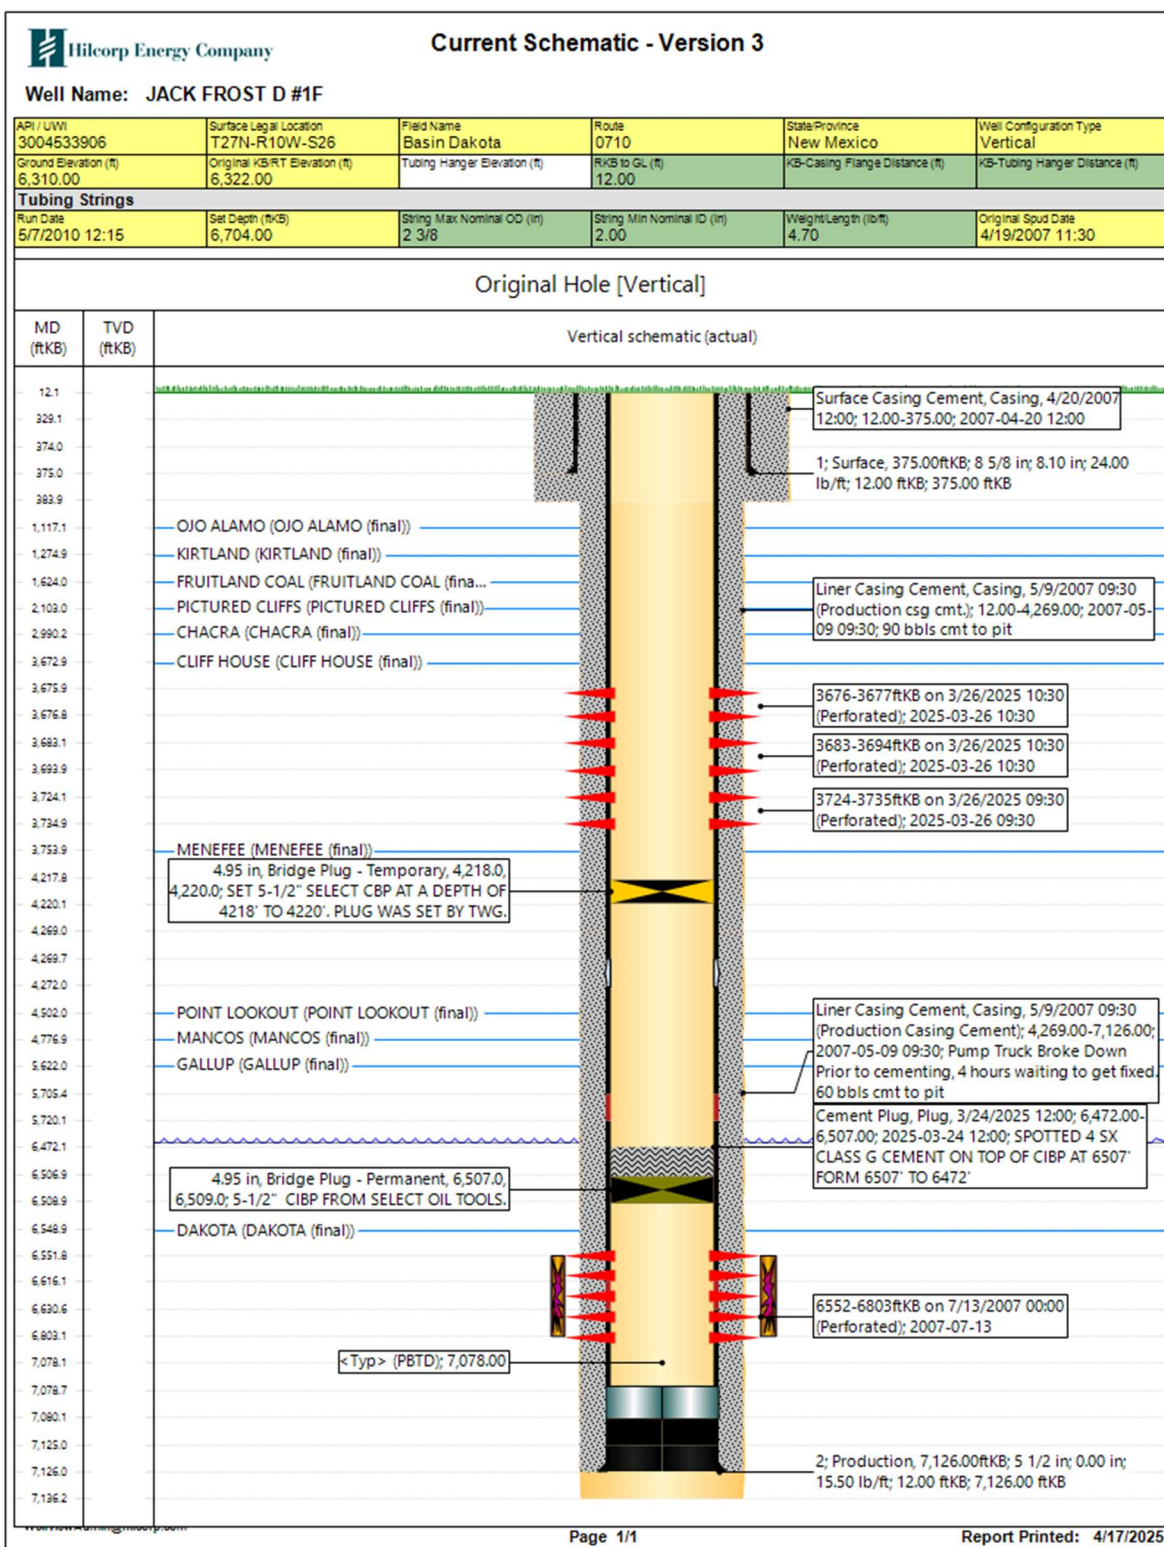 Hilcorp Energy Company
Current Schematic - Version 3
Well Name: JACK FROST D #1F
API / UWI
3004533906
Surface Legal Location
T27N-R10W-S26
Field Name
Basin Dakota
Route
0710
State/Province
New Mexico
Well Configuration Type
Vertical
Ground Elevation (ft)
6,310.00
Original KB/RT Elevation (ft)
6,322.00
Tubing Hanger Elevation (ft)
RKB to GL (ft)
12.00
KB-Casing Flange Distance (ft)
KB-Tubing Hanger Distance (ft)
Tubing Strings
Run Date
5/7/2010 12:15
Set Depth (ftKB)
6,704.00
String Max Nominal OD (in)
2 3/8
String Min Nominal ID (in)
2.00
Weight/Length (lb/ft)
4.70
Original Spud Date
4/19/2007 11:30
Original Hole [Vertical]
MD
(ftKB)
TVD
(ftKB)
Vertical schematic (actual)
12.1
Surface Casing Cement, Casing, 4/20/2007
12:00; 12.00-375.00; 2007-04-20 12:00
329.1
374.0
375.0
1; Surface, 375.00ftKB; 8 5/8 in; 8.10 in; 24.00
lb/ft; 12.00 ftKB; 375.00 ftKB
383.9
1,117.1
OJO ALAMO (OJO ALAMO (final))
1,274.9
KIRTLAND (KIRTLAND (final))
1,624.0
FRUITLAND COAL (FRUITLAND COAL (fina...
Liner Casing Cement, Casing, 5/9/2007 09:30
(Production csg cmt.); 12.00-4,269.00; 2007-05-
09 09:30; 90 bbls cmt to pit
2,103.0
PICTURED CLIFFS (PICTURED CLIFFS (final))
2,990.2
CHACRA (CHACRA (final))
3,672.9
CLIFF HOUSE (CLIFF HOUSE (final))
3,675.9
3676-3677ftKB on 3/26/2025 10:30
(Perforated); 2025-03-26 10:30
3,676.8
3,683.1
3683-3694ftKB on 3/26/2025 10:30
(Perforated); 2025-03-26 10:30
3,693.9
3,724.1
3724-3735ftKB on 3/26/2025 09:30
(Perforated); 2025-03-26 09:30
3,734.9
3,753.9
MENEFEE (MENEFEE (final))
4,217.8
4.95 in, Bridge Plug - Temporary, 4,218.0,
4,220.0; SET 5-1/2" SELECT CBP AT A DEPTH OF
4218' TO 4220'. PLUG WAS SET BY TWG.
4,220.1
4,269.0
4,269.7
4,272.0
4,502.0
POINT LOOKOUT (POINT LOOKOUT (final))
Liner Casing Cement, Casing, 5/9/2007 09:30
(Production Casing Cement); 4,269.00-7,126.00;
2007-05-09 09:30; Pump Truck Broke Down
Prior to cementing, 4 hours waiting to get fixed.
60 bbls cmt to pit
4,776.9
MANCOS (MANCOS (final))
5,622.0
GALLUP (GALLUP (final))
5,705.4
5,720.1
Cement Plug, Plug, 3/24/2025 12:00; 6,472.00-
6,507.00; 2025-03-24 12:00; SPOTTED 4 SX
CLASS G CEMENT ON TOP OF CIBP AT 6507'
FORM 6507' TO 6472'
6,472.1
6,506.9
4.95 in, Bridge Plug - Permanent, 6,507.0,
6,509.0; 5-1/2" CIBP FROM SELECT OIL TOOLS.
6,508.9
6,548.9
DAKOTA (DAKOTA (final))
6,551.8
6,616.1
6,630.6
6552-6803ftKB on 7/13/2007 00:00
(Perforated); 2007-07-13
6,803.1
7,078.1
<Typ> (PBTD); 7,078.00
7,078.7
7,080.1
7,125.0
7,126.0
2; Production, 7,126.00ftKB; 5 1/2 in; 0.00 in;
15.50 lb/ft; 12.00 ftKB; 7,126.00 ftKB
7,136.2
Page 1/1
Report Printed: 4/17/2025